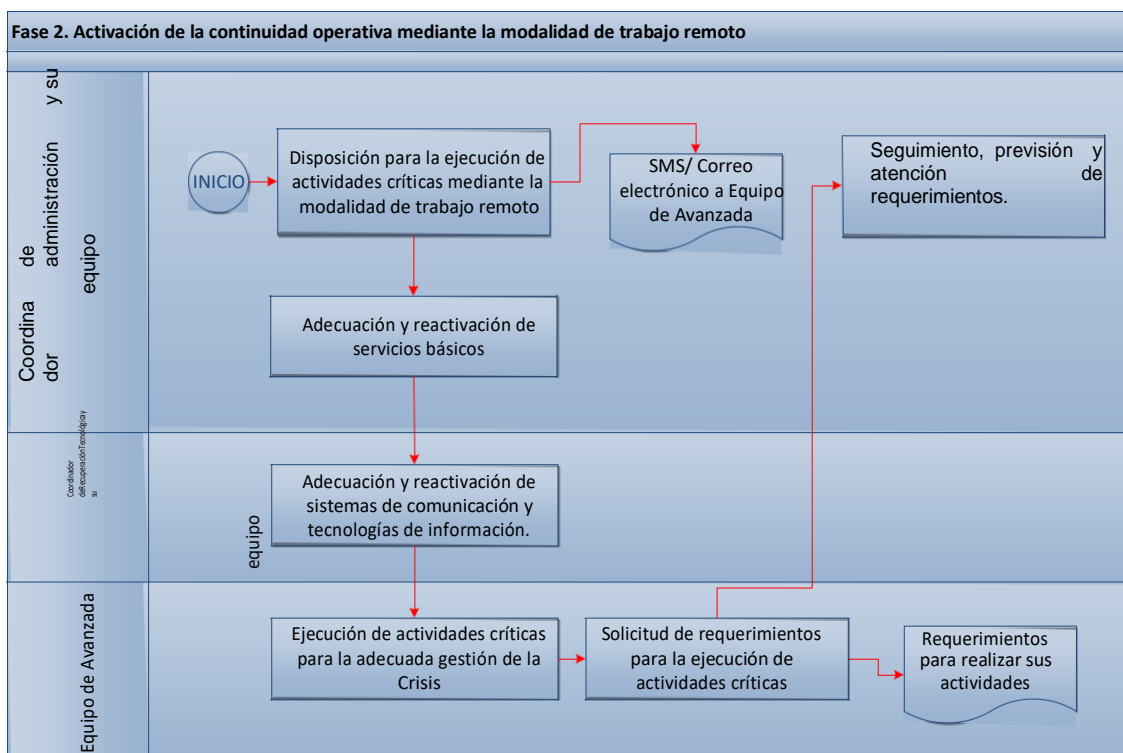 Fase 2. Activación de la continuidad operativa mediante la modalidad de trabajo remoto
Coordina de
dor administración y su
equipo
INICIO
Disposición para la ejecución de
actividades críticas mediante la
modalidad de trabajo remoto
SMS/ Correo
electrónico a Equipo
de Avanzada
Seguimiento, previsión y
atención de
requerimientos.
Adecuación y reactivación de
servicios básicos
Coordinador
deRecuperaciónTecnológicay
su
equipo
Adecuación y reactivación de
sistemas de comunicación y
tecnologías de información.
Equipo de Avanzada
Ejecución de actividades críticas
para la adecuada gestión de la
Crisis
Solicitud de requerimientos
para la ejecución de
actividades críticas
Requerimientos
para realizar sus
actividades